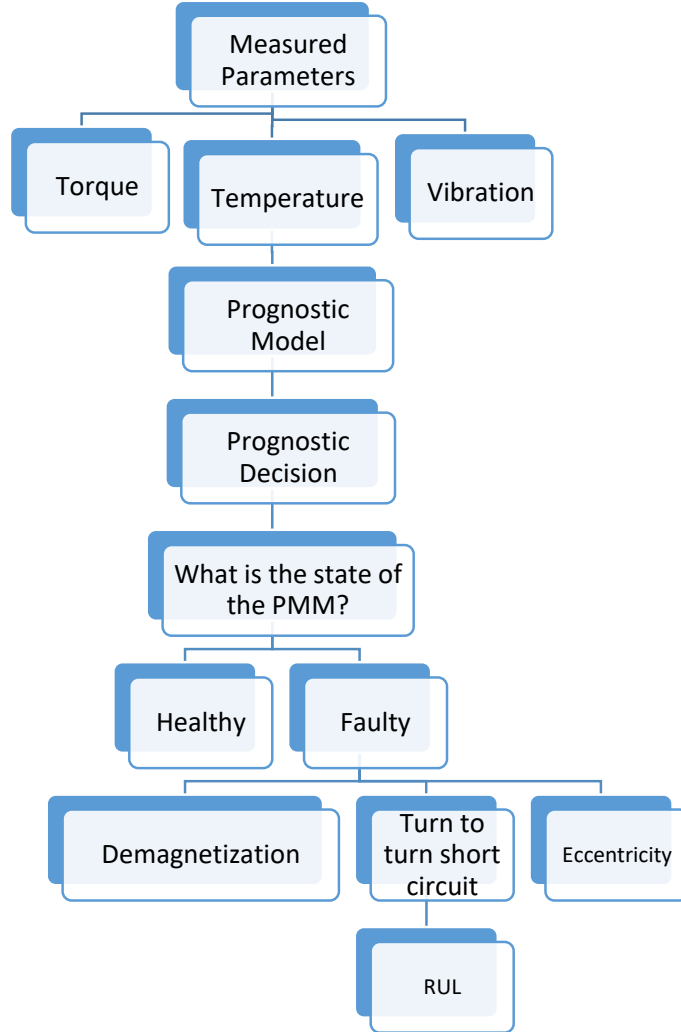 Measured
Parameters
Torque
Temperature
Vibration
Prognostic
Model
Prognostic
Decision
What is the state of
the PMM?
Healthy
Faulty
Demagnetization
Turn to
turn short
circuit
Eccentricity
RUL